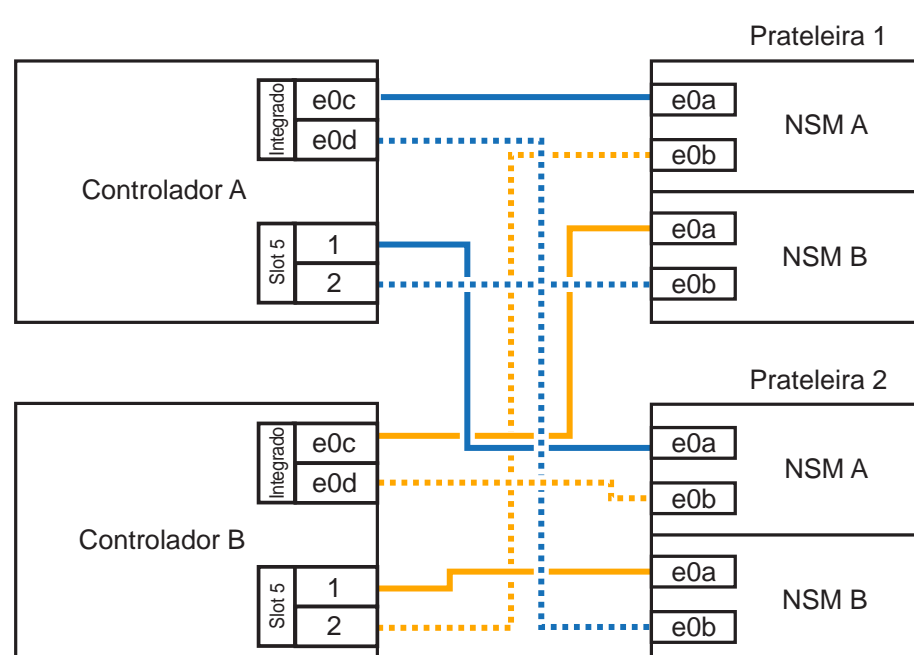 Prateleira 1
Controlador A
Integrado
e0c
e0d
Slot 5
1
2
e0a
NSM A
e0b
e0a
NSM B
e0b
Prateleira 2
Controlador B
Integrado
e0c
e0d
Slot 5
1
2
e0a
NSM A
e0b
e0a
NSM B
e0b